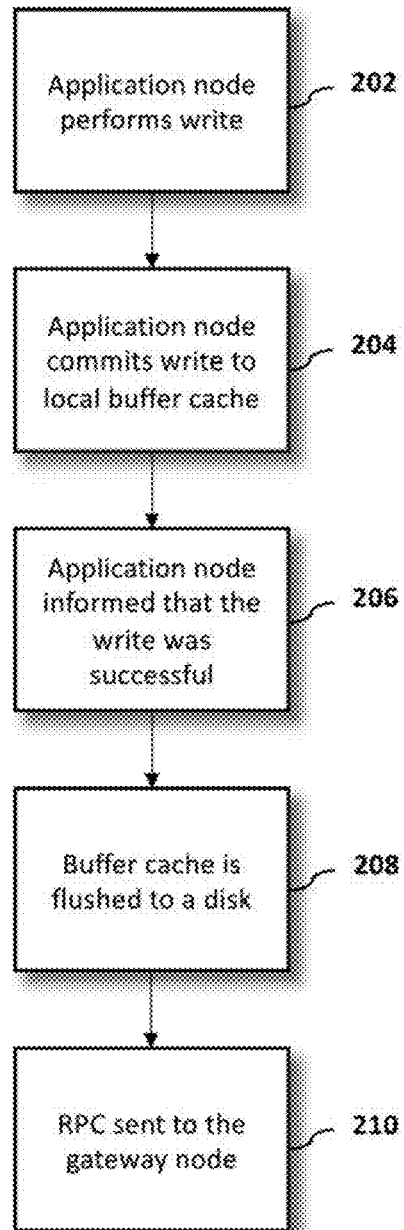 Application node
performs write
202
Application node
commits write to
local buffer cache
204
Application node
informed that the
write was
successful
206
Buffer cache is
flushed to a disk
208
RPC sent to the
gateway node
210